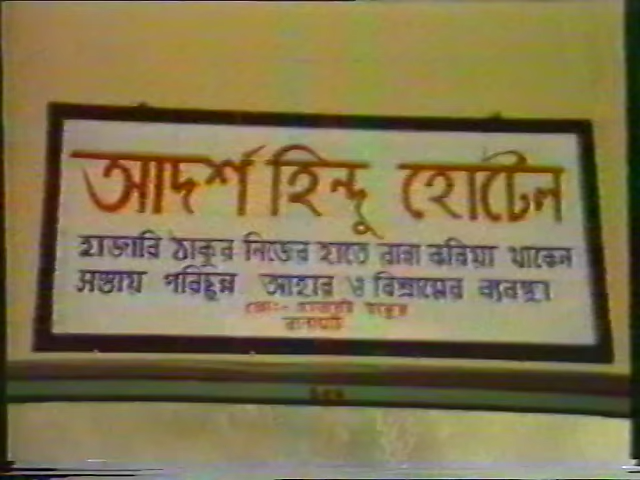 আদর্শ হিন্দু হোটেল
হাজারি ঠাকুর নিজের হাতে রান্না করিয়া থাকেন
সস্তায় পরিচ্ছন্ন আহার ও বিশ্রামের ব্যবস্থা
প্রোঃ- হাজারি ঠাকুর
রানাঘাট